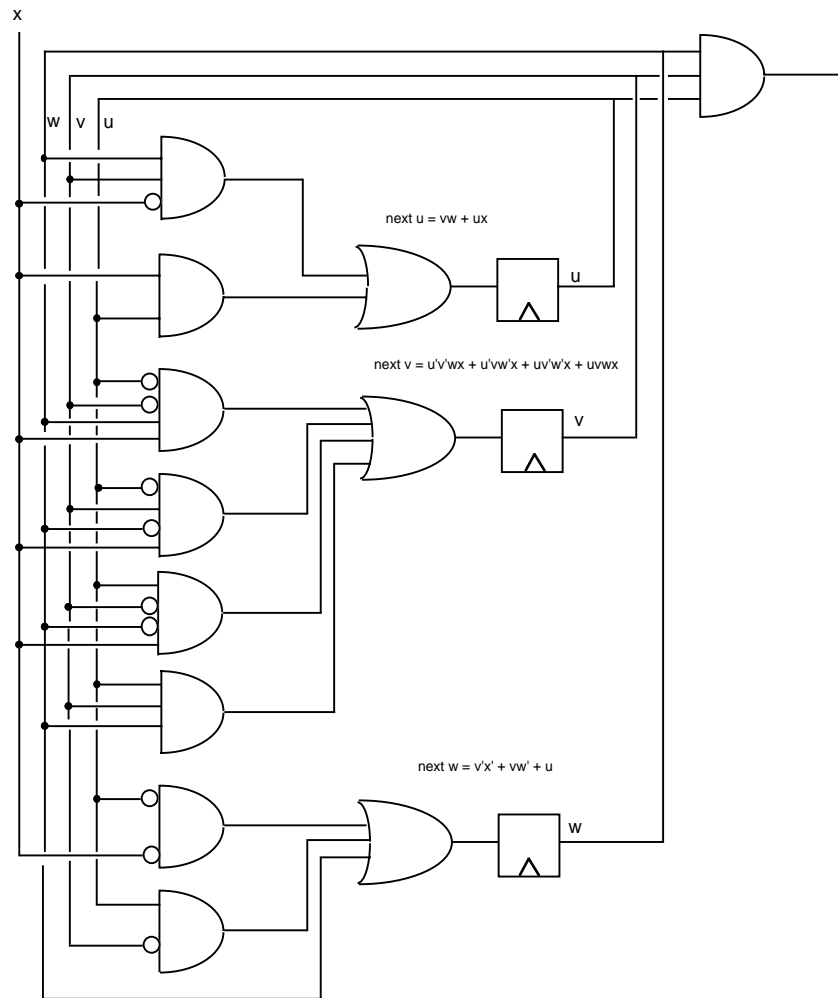 x
w v u
next u = vw + ux
u
next v = u'v'wx + u'vw'x + uv'w'x + uvwx
v
next w = v'x' + vw' + u
w